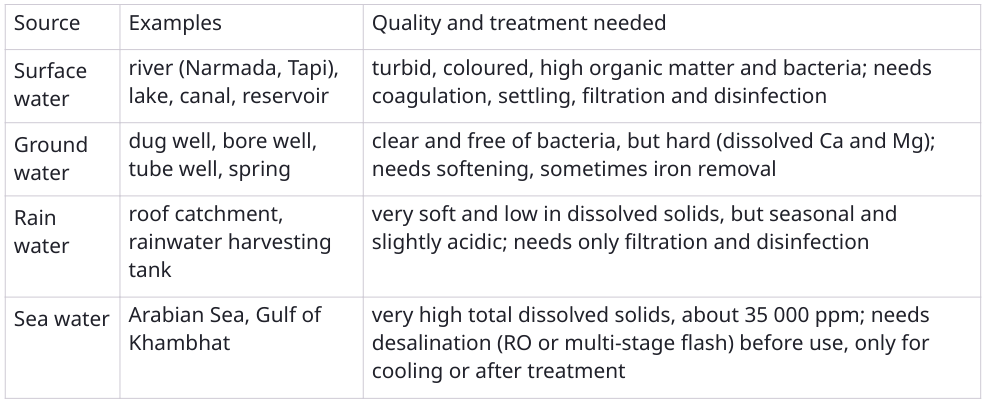 Source Examples Quality and treatment needed
Surface water
river (Narmada, Tapi),
lake, canal, reservoir
turbid, coloured, high organic matter and bacteria; needs
coagulation, settling, filtration and disinfection
Ground water
dug well, bore well,
tube well, spring
clear and free of bacteria, but hard (dissolved Ca and Mg);
needs softening, sometimes iron removal
Rain water
roof catchment,
rainwater harvesting
tank
very soft and low in dissolved solids, but seasonal and
slightly acidic; needs only filtration and disinfection
Sea water
Arabian Sea, Gulf of
Khambhat
very high total dissolved solids, about 35 000 ppm; needs
desalination (RO or multi-stage flash) before use, only for
cooling or after treatment